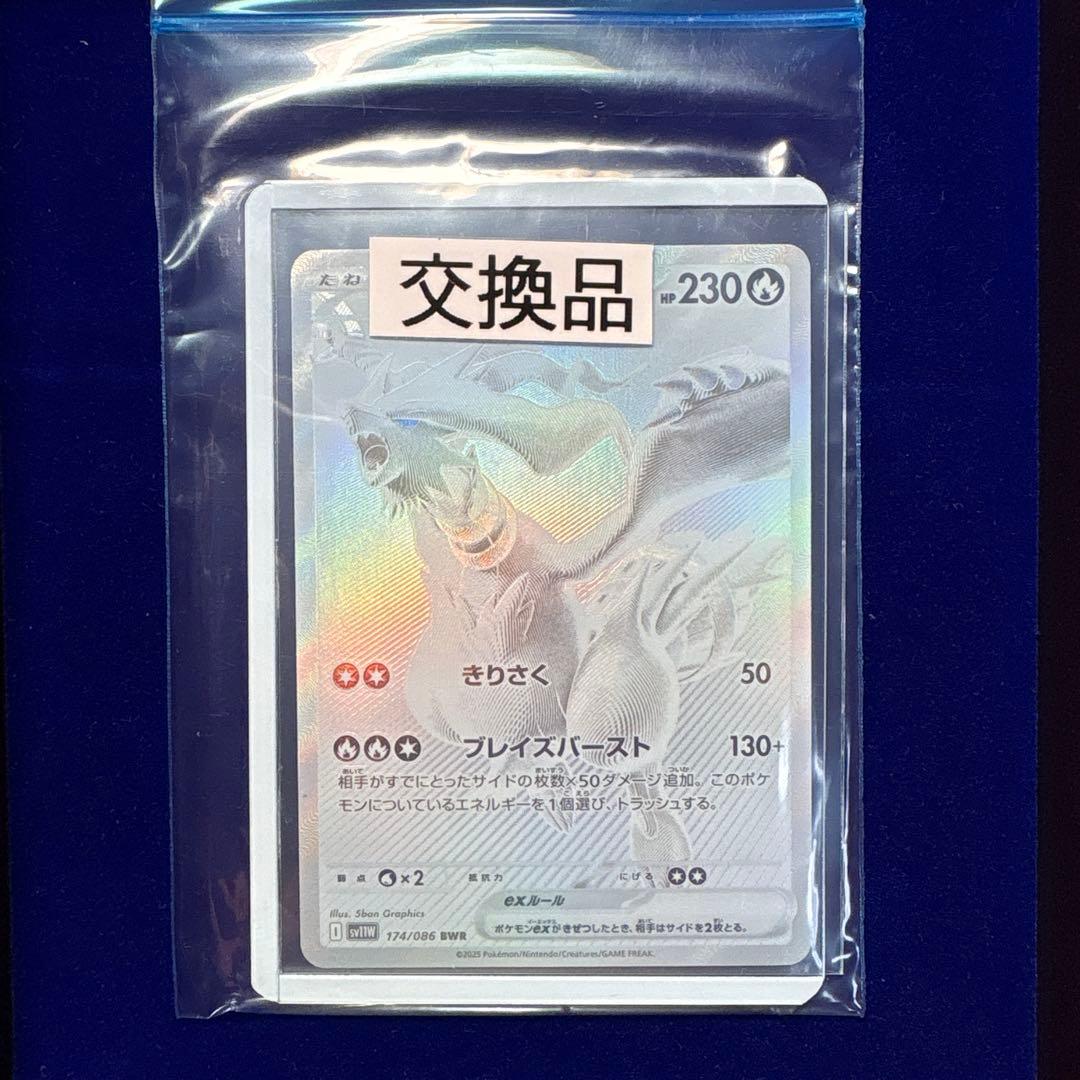 たね
交換品
HP230
きりさく 50
ブレイズバースト 130+
相手がすでにとったサイドの枚数×50ダメージ追加。このポケ
モンについているエネルギーを1個選び、トラッシュする。
弱点 ×2 抵抗力 にげる
exルール
ポケモンexがきぜつしたとき、相手はサイドを2枚とる。
Illus. 5ban Graphics
I sv11W 174/086 BWR
©2025 Pokémon/Nintendo/Creatures/GAME FREAK.